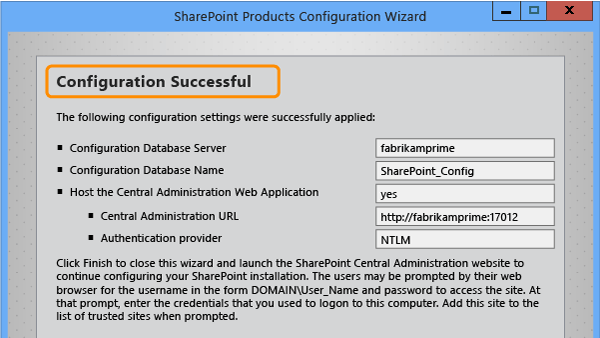 SharePoint Products Configuration Wizard
Configuration Successful
The following configuration settings were successfully applied:
Configuration Database Server fabrikamprime
Configuration Database Name SharePoint_Config
Host the Central Administration Web Application yes
Central Administration URL http://fabrikamprime:17012
Authentication provider NTLM
Click Finish to close this wizard and launch the SharePoint Central Administration website to
continue configuring your SharePoint installation. The users may be prompted by their web
browser for the username in the form DOMAIN\User_Name and password to access the site. At
that prompt, enter the credentials that you used to logon to this computer. Add this site to the
list of trusted sites when prompted.